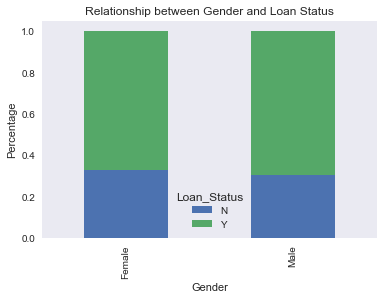 Relationship between Gender and Loan Status
Percentage
1.0
0.8
0.6
0.4
0.2
0.0
Loan_Status
N
Y
Female
Male
Gender